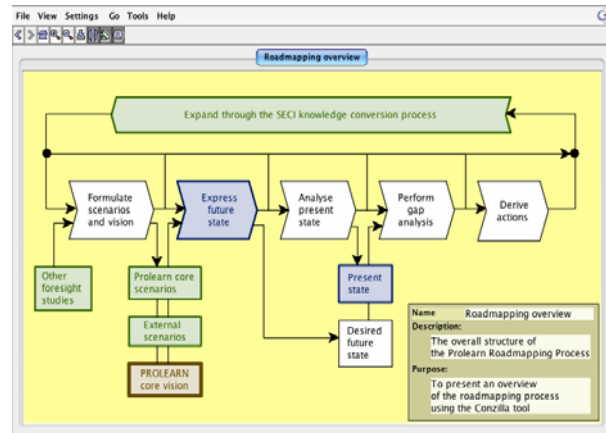 File View Settings Go Tools Help
Roadmapping overview
Expand through the SECI knowledge conversion process
Formulate
scenarios
and vision
Express
future
state
Analyse
present
state
Perform
gap
analysis
Derive
actions
Other
foresight
studies
Prolearn core
scenarios
External
scenarios
PROLEARN
core vision
Present
state
Desired
future
state
Name Roadmapping overview
Description:
The overall structure of
the Prolearn Roadmapping Process
Purpose:
To present an overview
of the roadmapping process
using the Conzilla tool